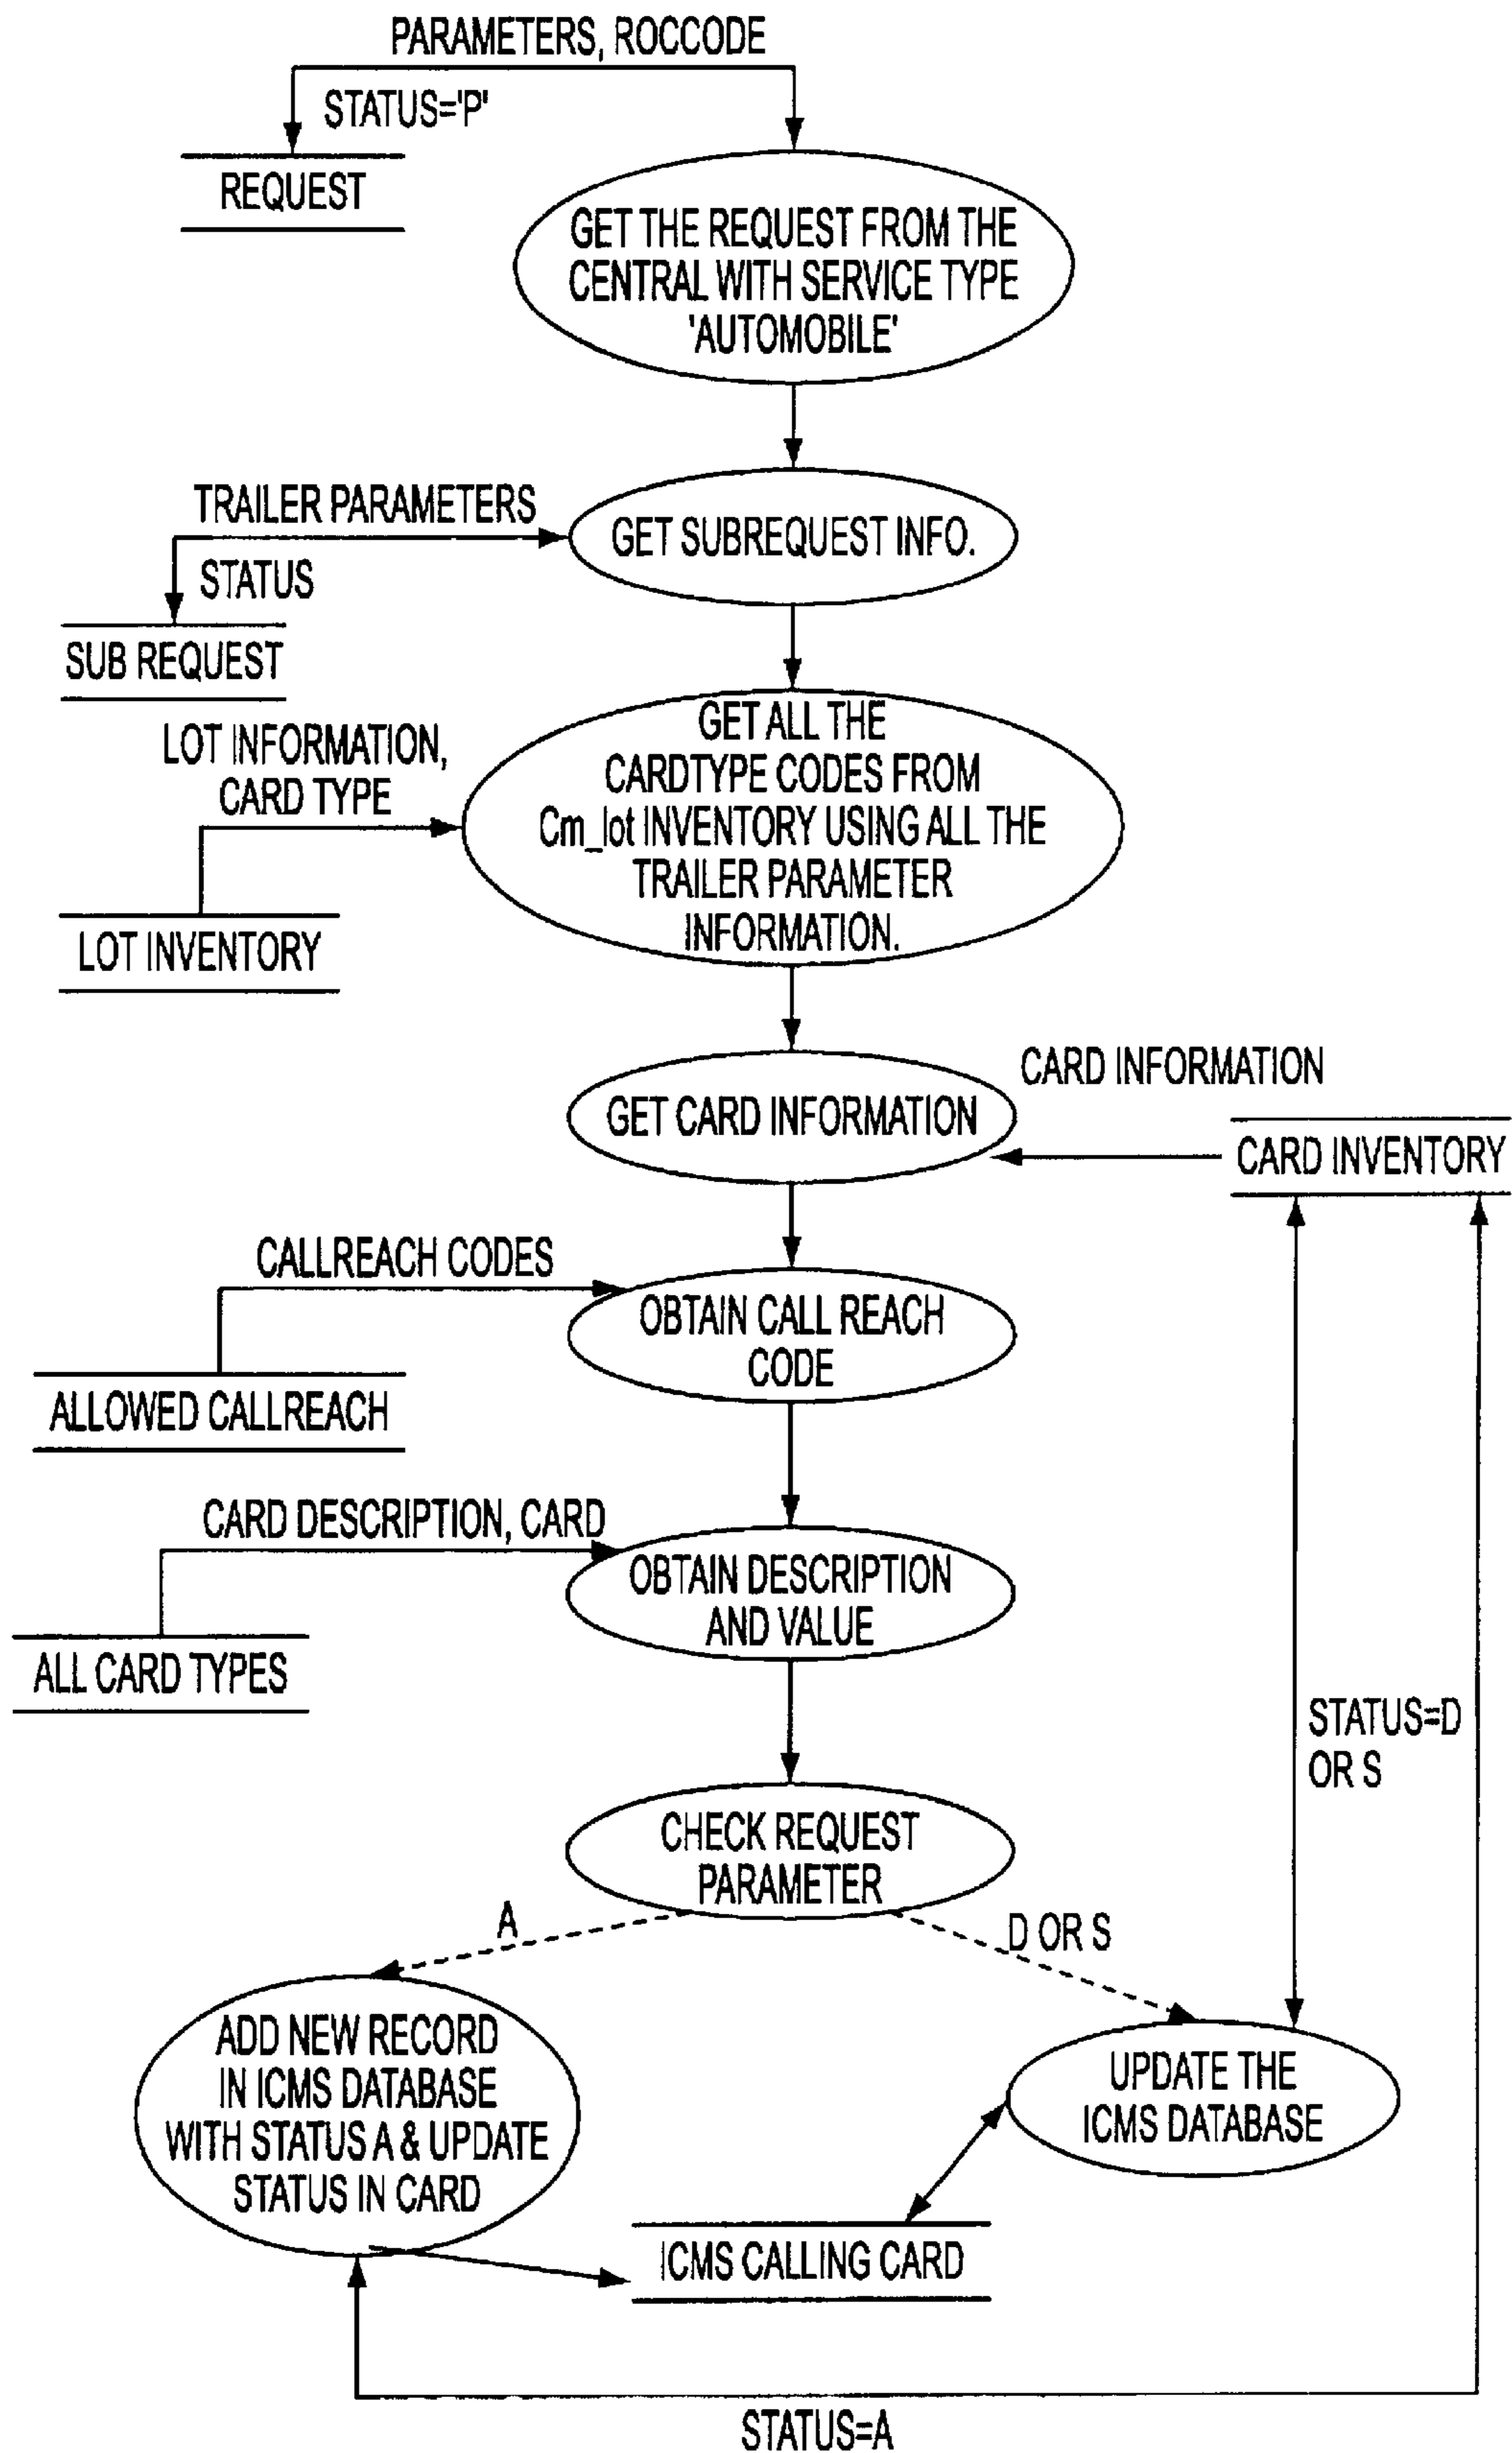 PARAMETERS, ROCCODE
STATUS='P'
REQUEST
GET THE REQUEST FROM THE
CENTRAL WITH SERVICE TYPE
'AUTOMOBILE'
TRAILER PARAMETERS
GET SUBREQUEST INFO.
STATUS
SUB REQUEST
LOT INFORMATION,
CARD TYPE
GET ALL THE
CARDTYPE CODES FROM
Cm_lot INVENTORY USING ALL THE
TRAILER PARAMETER
INFORMATION.
LOT INVENTORY
CARD INFORMATION
GET CARD INFORMATION
CARD INVENTORY
CALLREACH CODES
OBTAIN CALL REACH
CODE
ALLOWED CALLREACH
CARD DESCRIPTION, CARD
OBTAIN DESCRIPTION
AND VALUE
ALL CARD TYPES
STATUS=D
OR S
CHECK REQUEST
PARAMETER
A
D OR S
ADD NEW RECORD
IN ICMS DATABASE
WITH STATUS A & UPDATE
STATUS IN CARD
UPDATE THE
ICMS DATABASE
ICMS CALLING CARD
STATUS=A